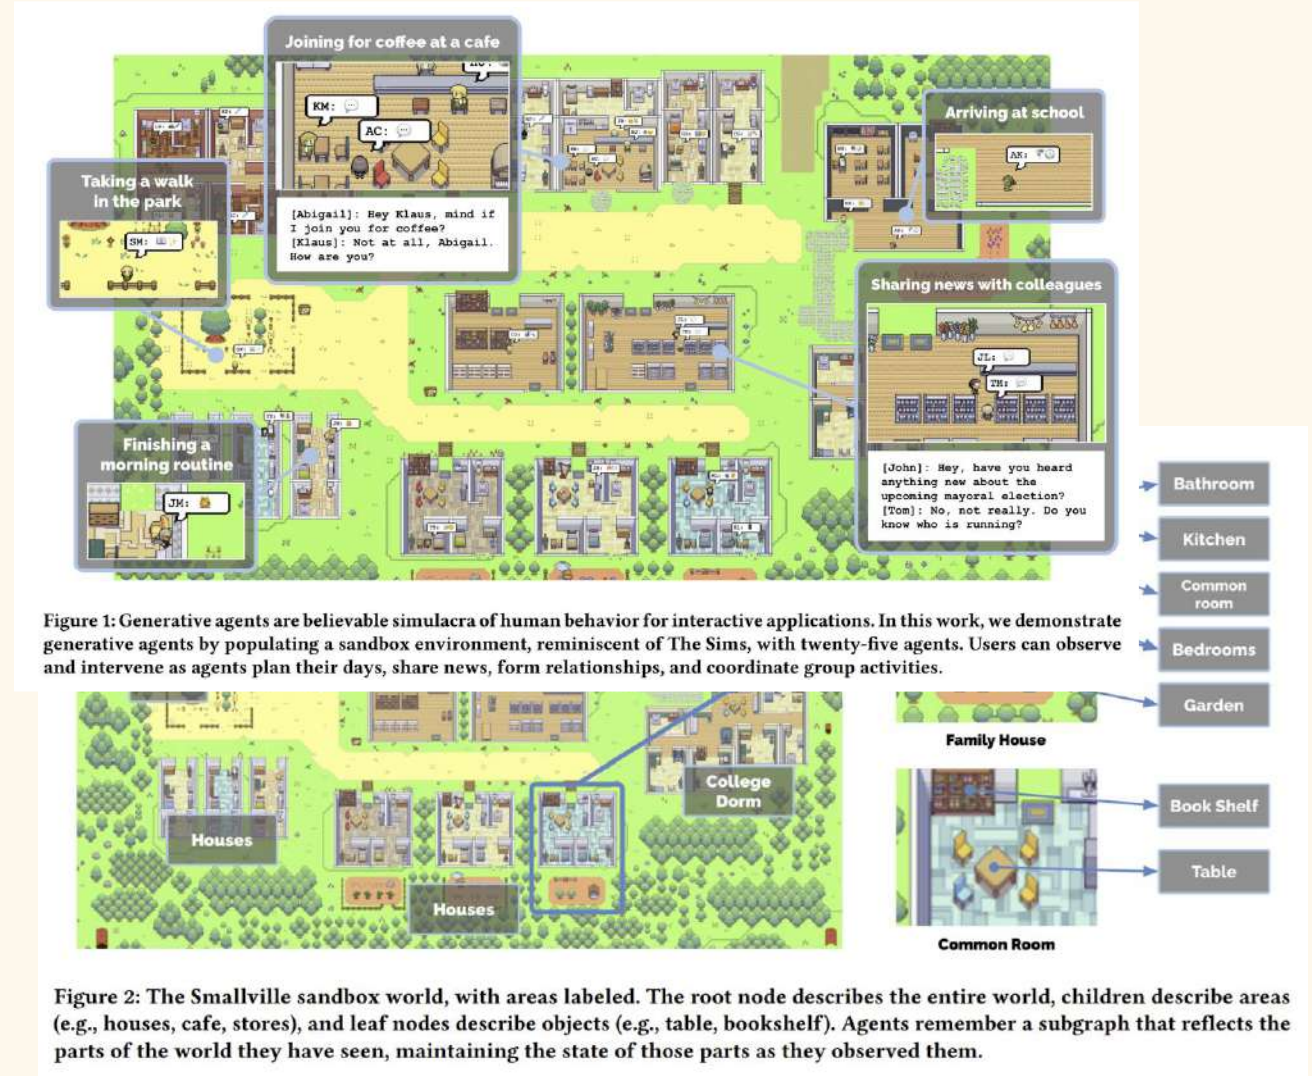 Joining for coffee at a cafe
KM:
AC:
[Abigail]: Hey Klaus, mind if
I join you for coffee?
[Klaus]: Not at all, Abigail.
How are you?
Taking a walk
in the park
SM:
Arriving at school
AK:
Sharing news with colleagues
JL:
TM:
[John]: Hey, have you heard
anything new about the
upcoming mayoral election?
[Tom]: No, not really. Do you
know who is running?
Finishing a
morning routine
JM:
Figure 1: Generative agents are believable simulacra of human behavior for interactive applications. In this work, we demonstrate
generative agents by populating a sandbox environment, reminiscent of The Sims, with twenty-five agents. Users can observe
and intervene as agents plan their days, share news, form relationships, and coordinate group activities.
Bathroom
Kitchen
Common
room
Bedrooms
Garden
Family House
College
Dorm
Houses
Houses
Book Shelf
Table
Common Room
Figure 2: The Smallville sandbox world, with areas labeled. The root node describes the entire world, children describe areas
(e.g., houses, cafe, stores), and leaf nodes describe objects (e.g., table, bookshelf). Agents remember a subgraph that reflects the
parts of the world they have seen, maintaining the state of those parts as they observed them.